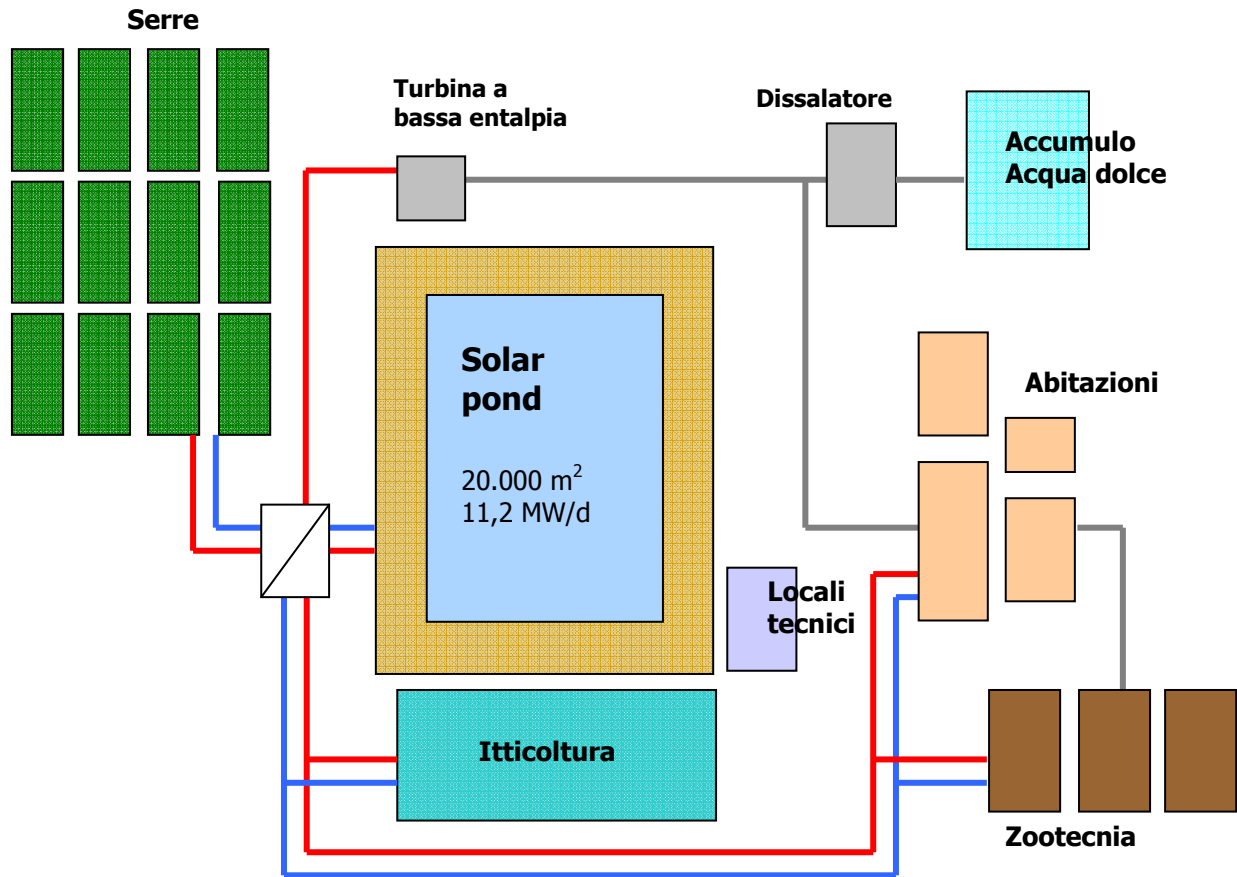 Serre
Turbina a
bassa entalpia
Dissalatore
Accumulo
Acqua dolce
Solar
pond
20.000 m²
11,2 MW/d
Abitazioni
Locali
tecnici
Itticoltura
Zootecnia